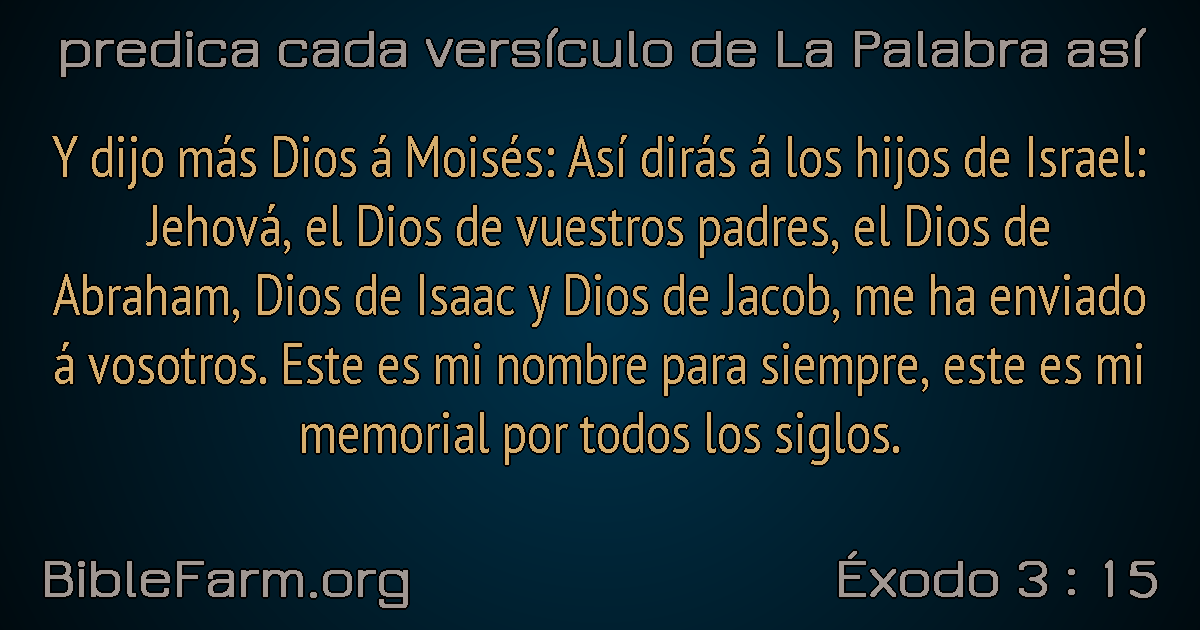 predica cada versículo de La Palabra así
Y dijo más Dios á Moisés: Así dirás á los hijos de Israel:
Jehová, el Dios de vuestros padres, el Dios de
Abraham, Dios de Isaac y Dios de Jacob, me ha enviado
á vosotros. Este es mi nombre para siempre, este es mi
memorial por todos los siglos.
BibleFarm.org
Éxodo 3 : 15